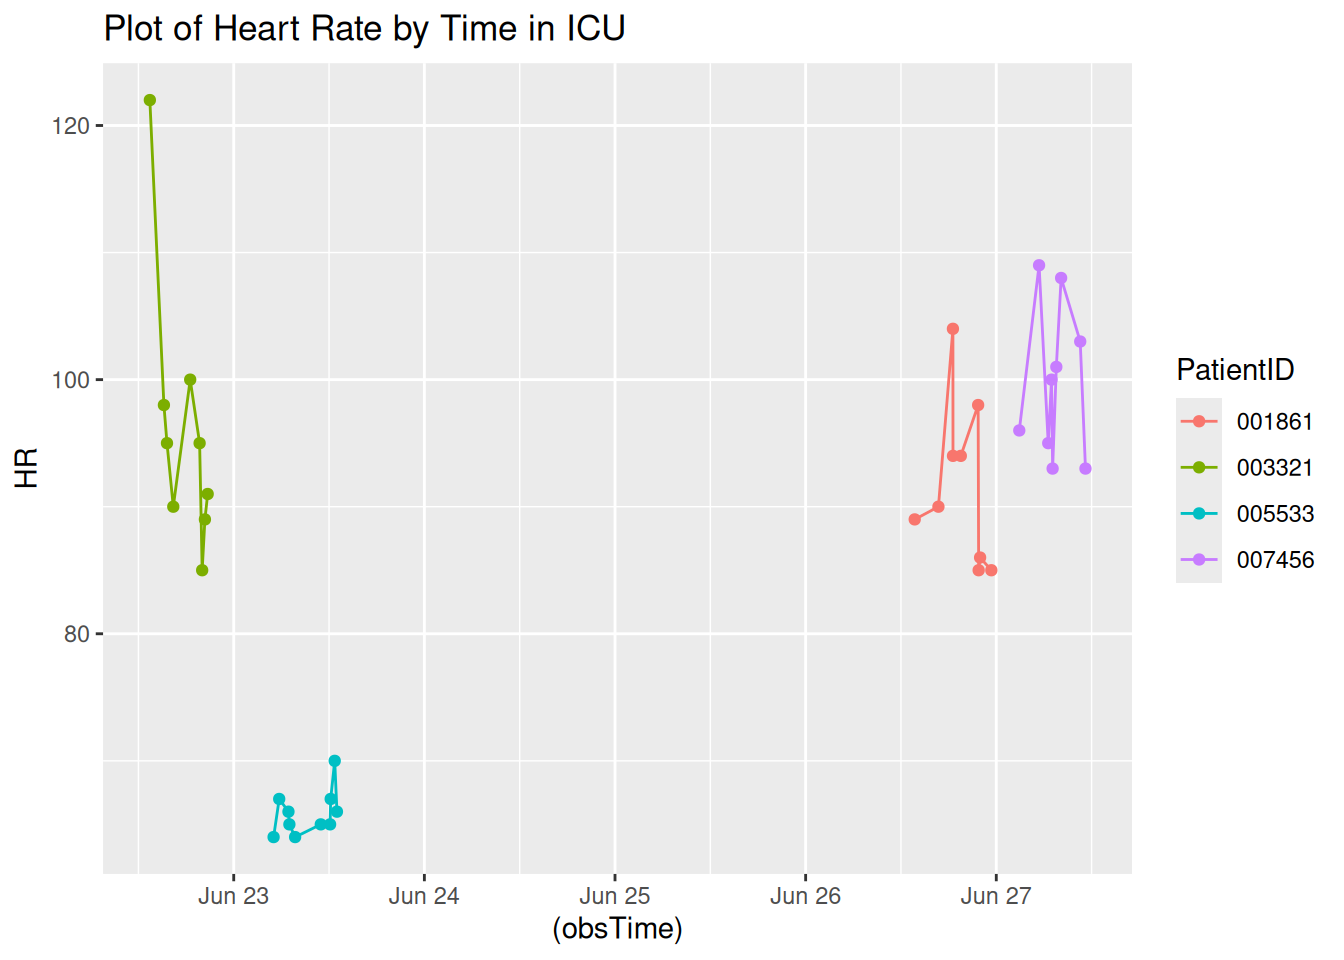 Plot of Heart Rate by Time in ICU
120
100
80
HR
Jun 23 Jun 24 Jun 25 Jun 26 Jun 27
(obsTime)
PatientID
001861
003321
005533
007456